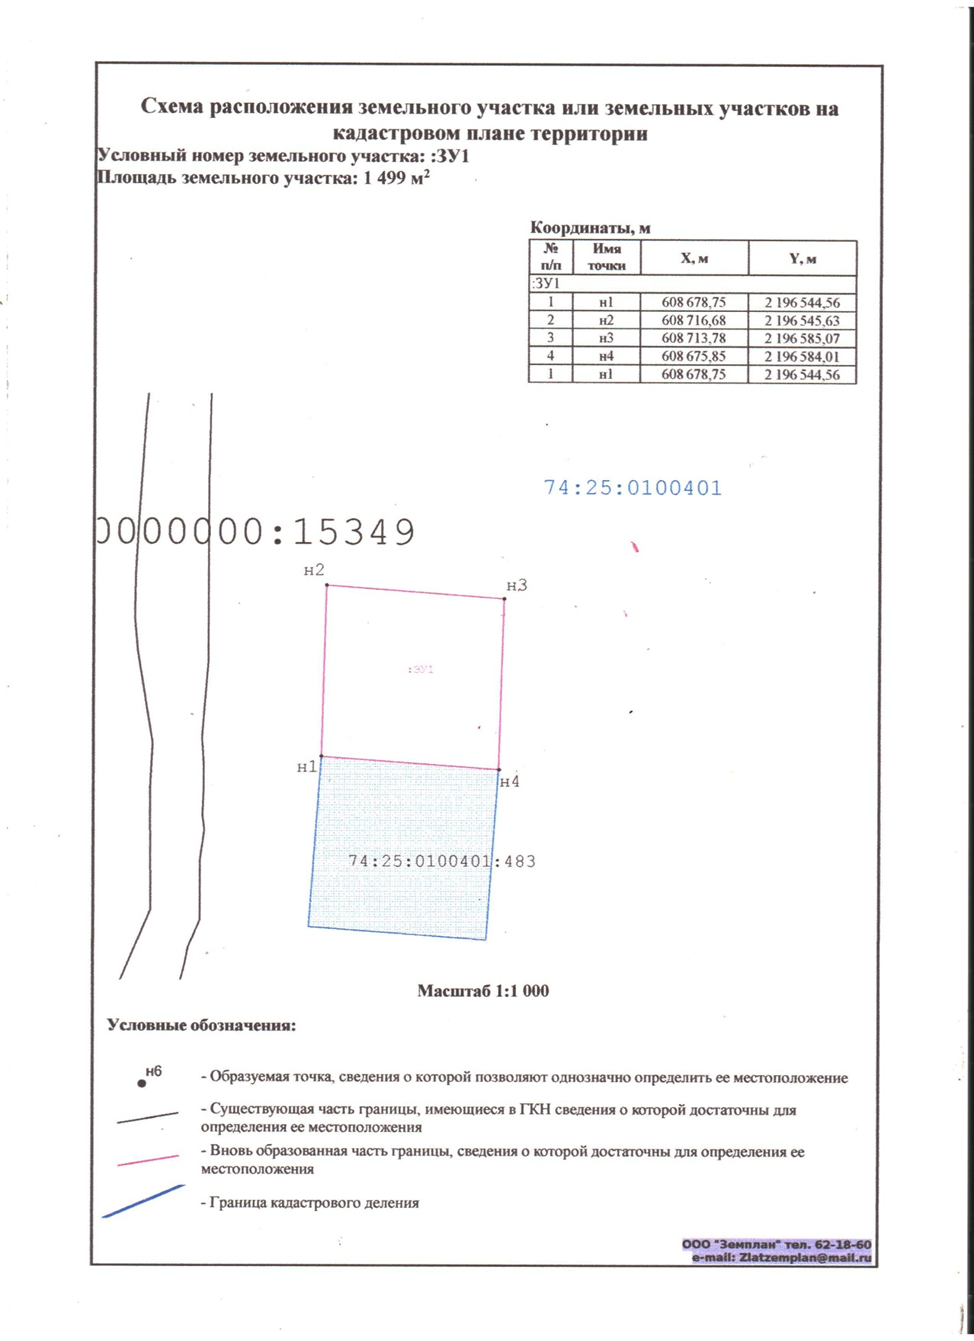 Схема расположения земельного участка или земельных участков на
кадастровом плане территории
Условный номер земельного участка: :ЗУ1
Площадь земельного участка: 1 499 м²
Координаты, м
№ п/п Имя точки X, м Y, м
:ЗУ1
1 н1 608 678,75 2 196 544,56
2 н2 608 716,68 2 196 545,63
3 н3 608 713,78 2 196 585,07
4 н4 608 675,85 2 196 584,01
1 н1 608 678,75 2 196 544,56
74:25:0100401
0000000:15349
н2
н3
:ЗУ1
н1
н4
74:25:0100401:483
Масштаб 1:1 000
Условные обозначения:
н6
- Образуемая точка, сведения о которой позволяют однозначно определить ее местоположение
- Существующая часть границы, имеющиеся в ГКН сведения о которой достаточны для
определения ее местоположения
- Вновь образованная часть границы, сведения о которой достаточны для определения ее
местоположения
- Граница кадастрового деления
ООО "Земплан" тел. 62-18-60
e-mail: Zlatzemplan@mail.ru